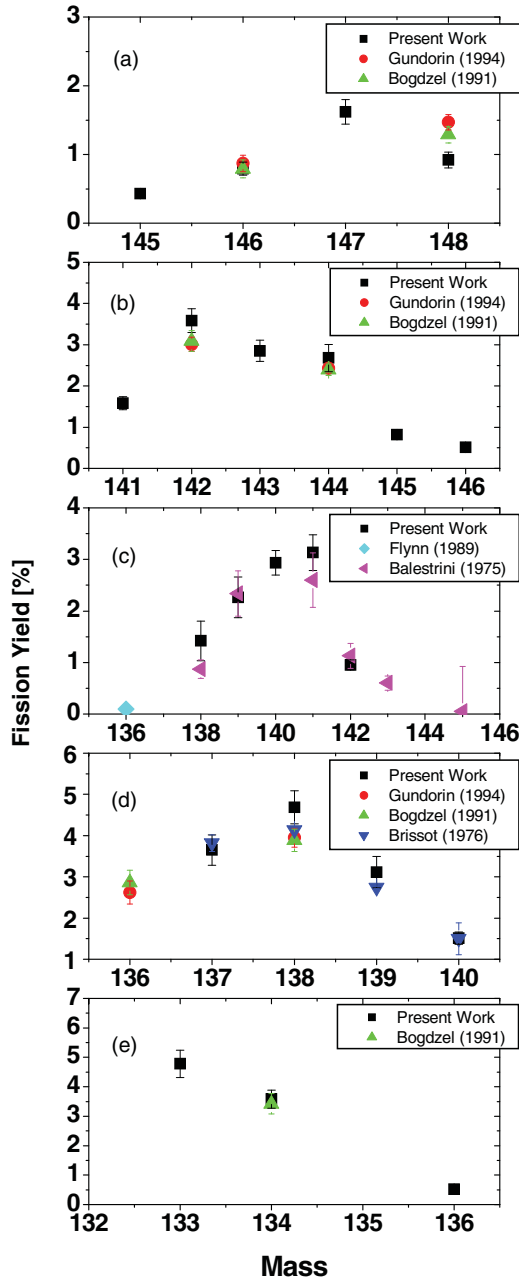 3
(a)
Present Work
Gundorin (1994)
Bogdzel (1991)
2
1
0
145 146 147 148
5
(b)
Present Work
Gundorin (1994)
Bogdzel (1991)
4
3
2
1
0
141 142 143 144 145 146
4
(c)
Present Work
Flynn (1989)
Balestrini (1975)
3
2
1
0
136 138 140 142 144 146
Fission Yield [%]
6
(d)
Present Work
Gundorin (1994)
Bogdzel (1991)
Brissot (1976)
5
4
3
2
1
136 137 138 139 140
7
(e)
Present Work
Bogdzel (1991)
6
5
4
3
2
1
0
132 133 134 135 136
Mass